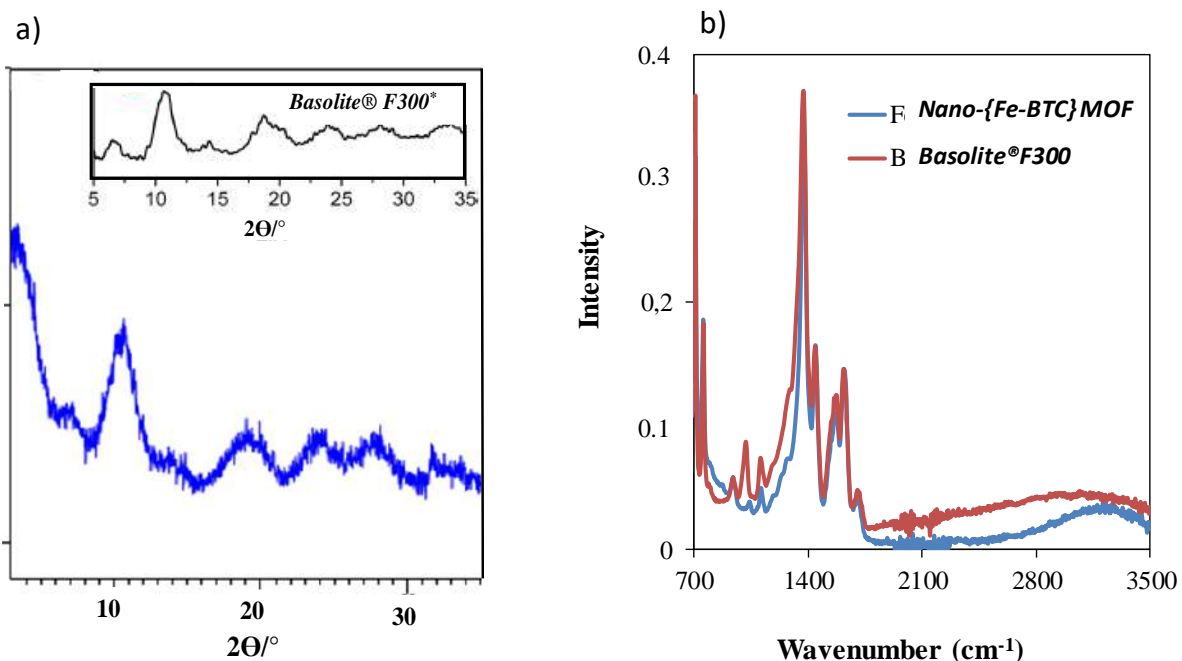 a)
Basolite® F300*
5 10 15 20 25 30 35
2Θ/°
10 20 30
2Θ/°
b)
0.4
0.3
0,2
0.1
0
Intensity
F Nano-{Fe-BTC}MOF
B Basolite®F300
700 1400 2100 2800 3500
Wavenumber (cm-1)